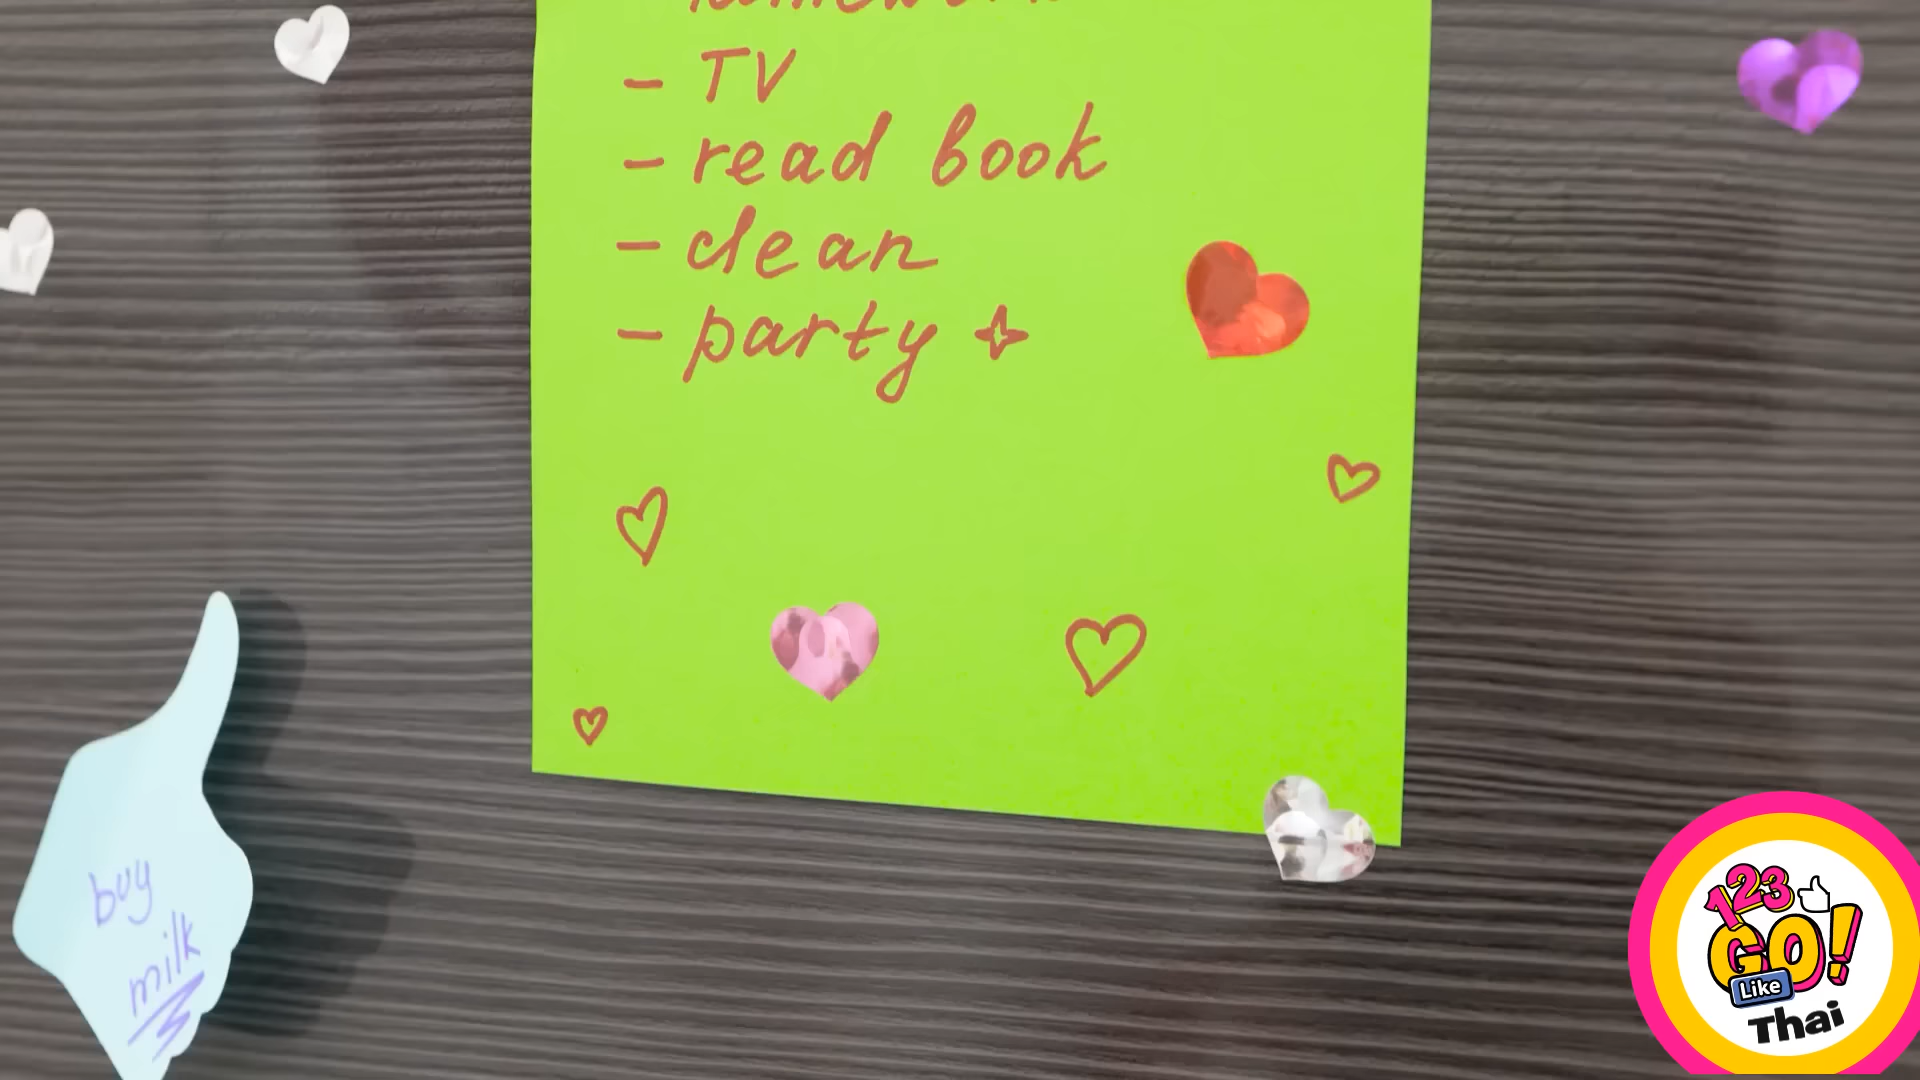 - TV
- read book
- clean
- party
buy
milk
123
GO!
Like
Thai